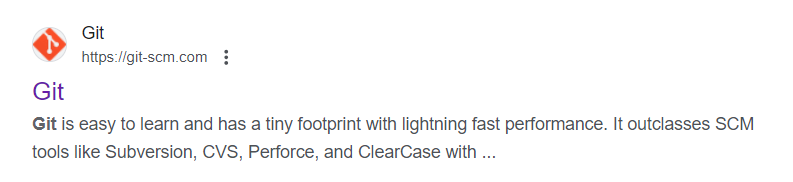 Git
https://git-scm.com
Git
Git is easy to learn and has a tiny footprint with lightning fast performance. It outclasses SCM
tools like Subversion, CVS, Perforce, and ClearCase with ...